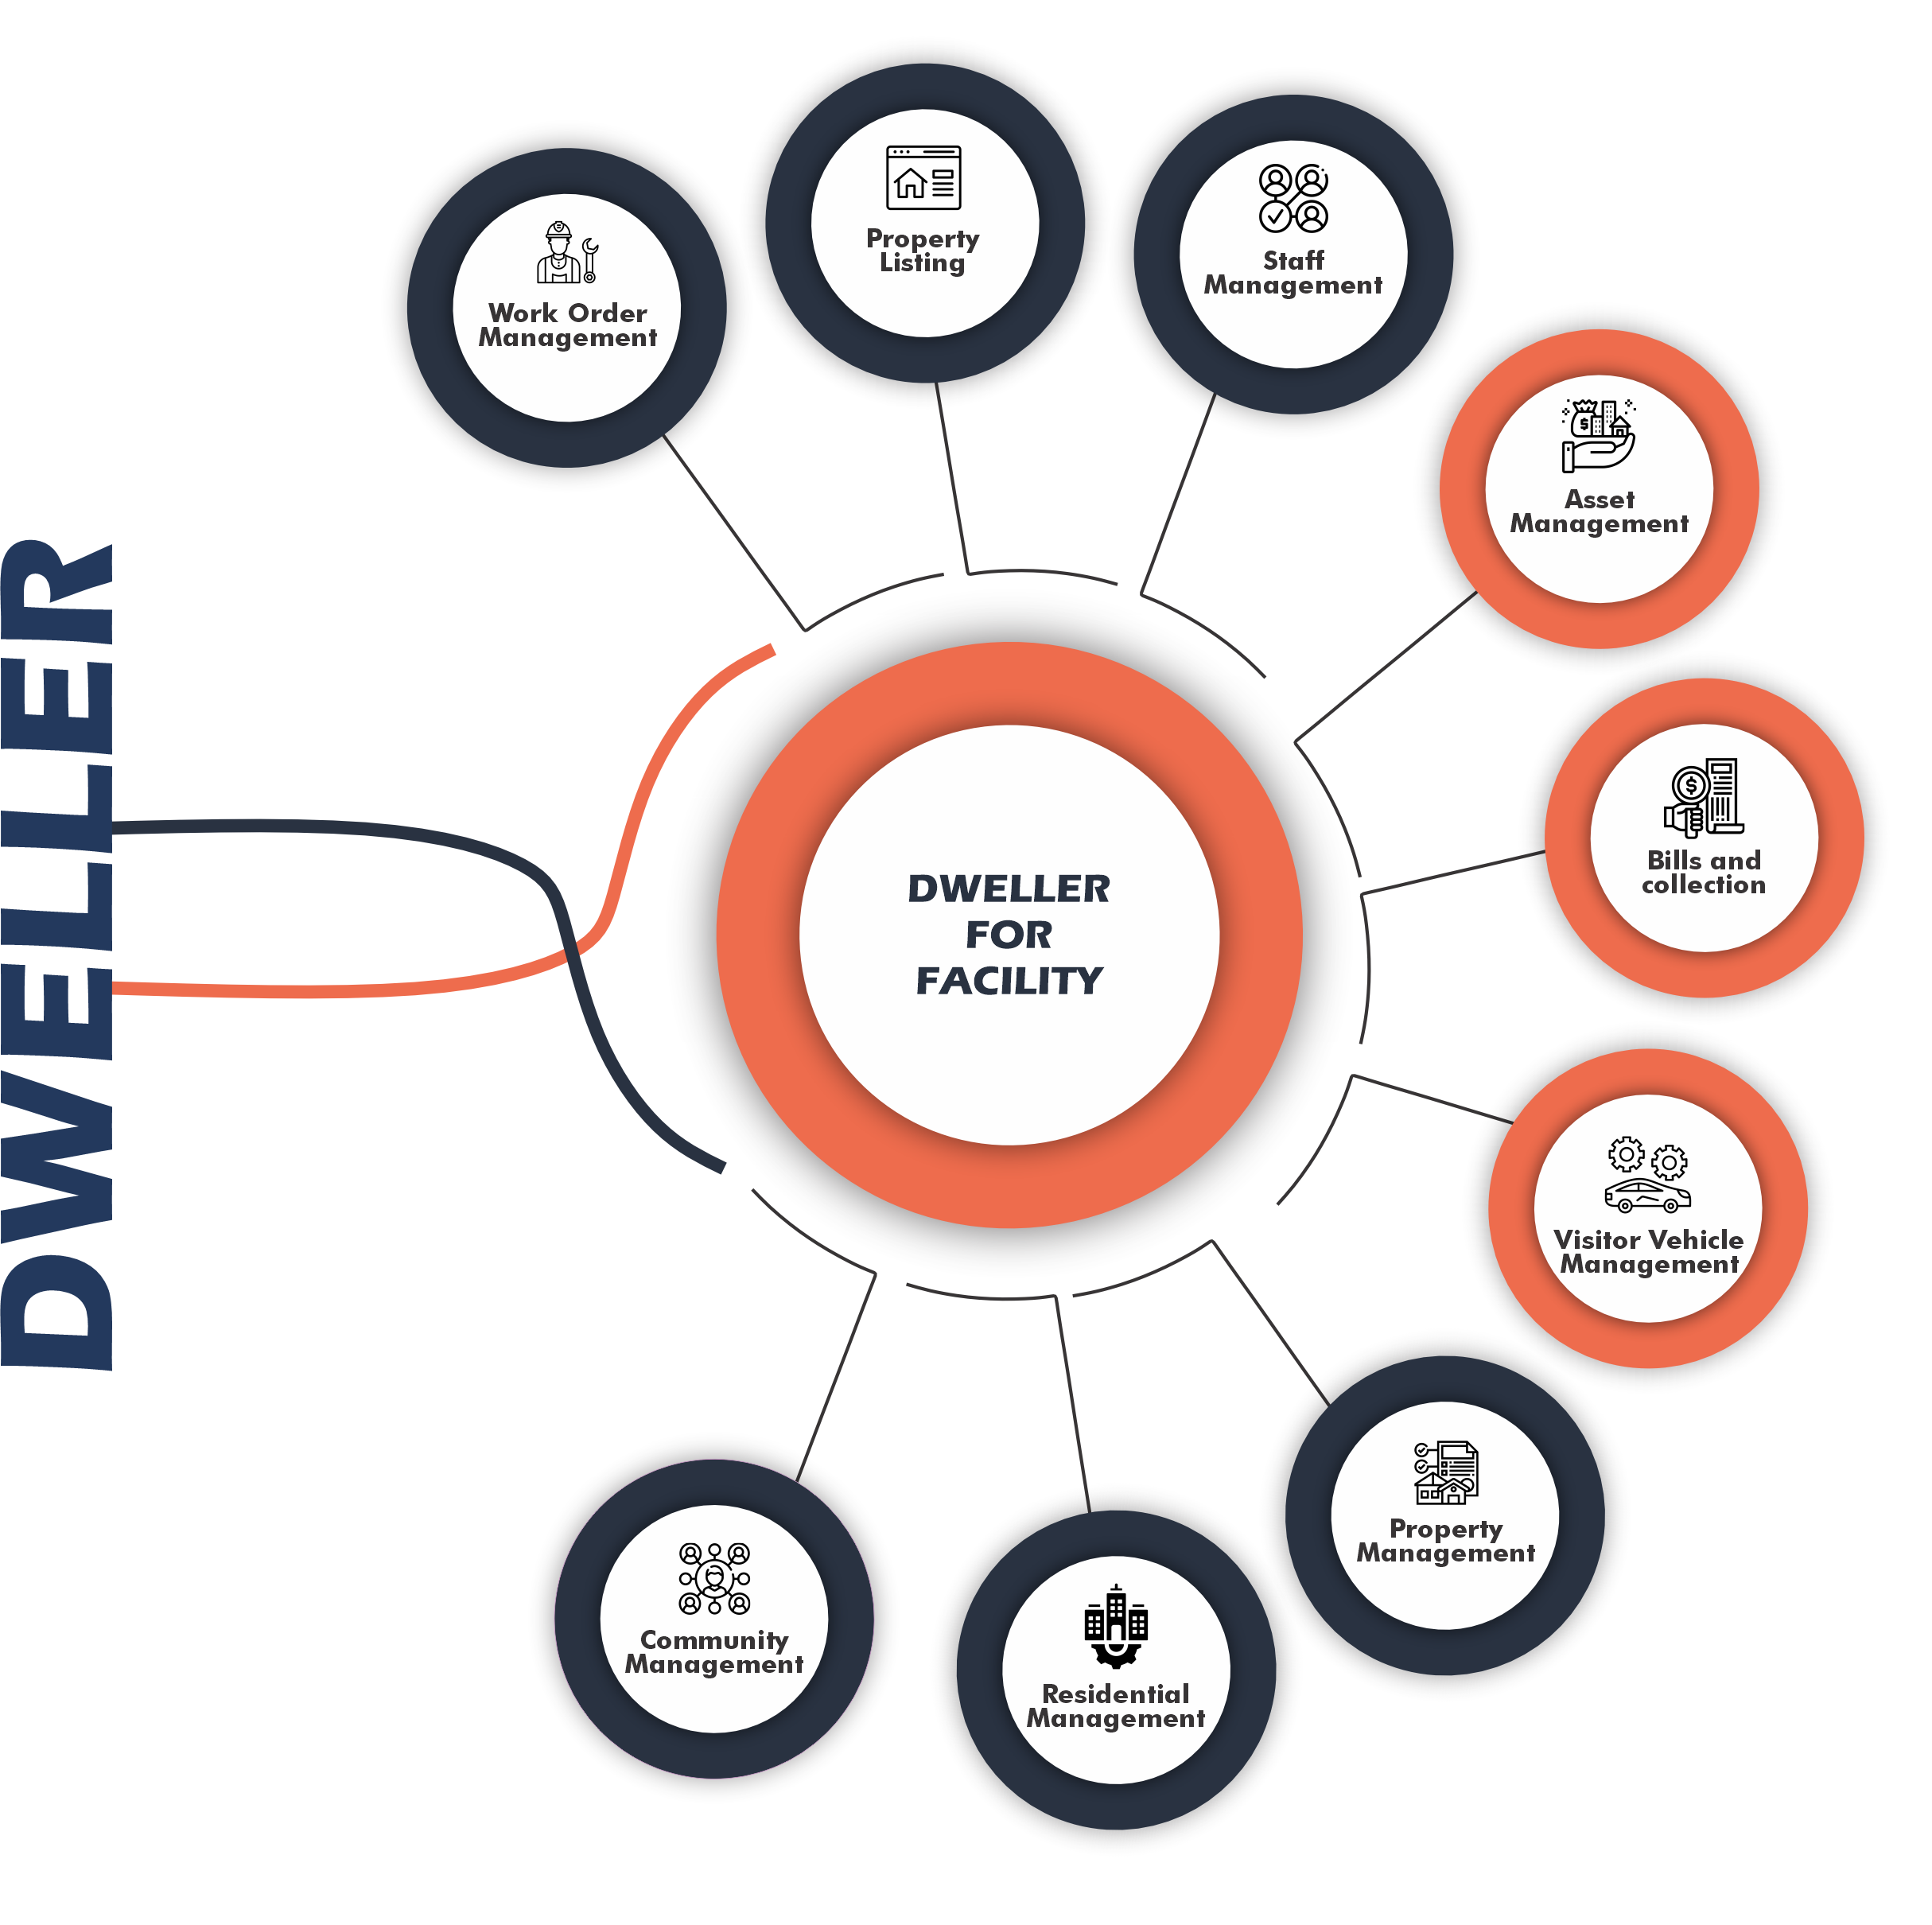 DWELLER
Work Order
Management
Property
Listing
Staff
Management
Asset
Management
Bills and
collection
Visitor Vehicle
Management
Property
Management
Residential
Management
Community
Management
DWELLER
FOR
FACILITY